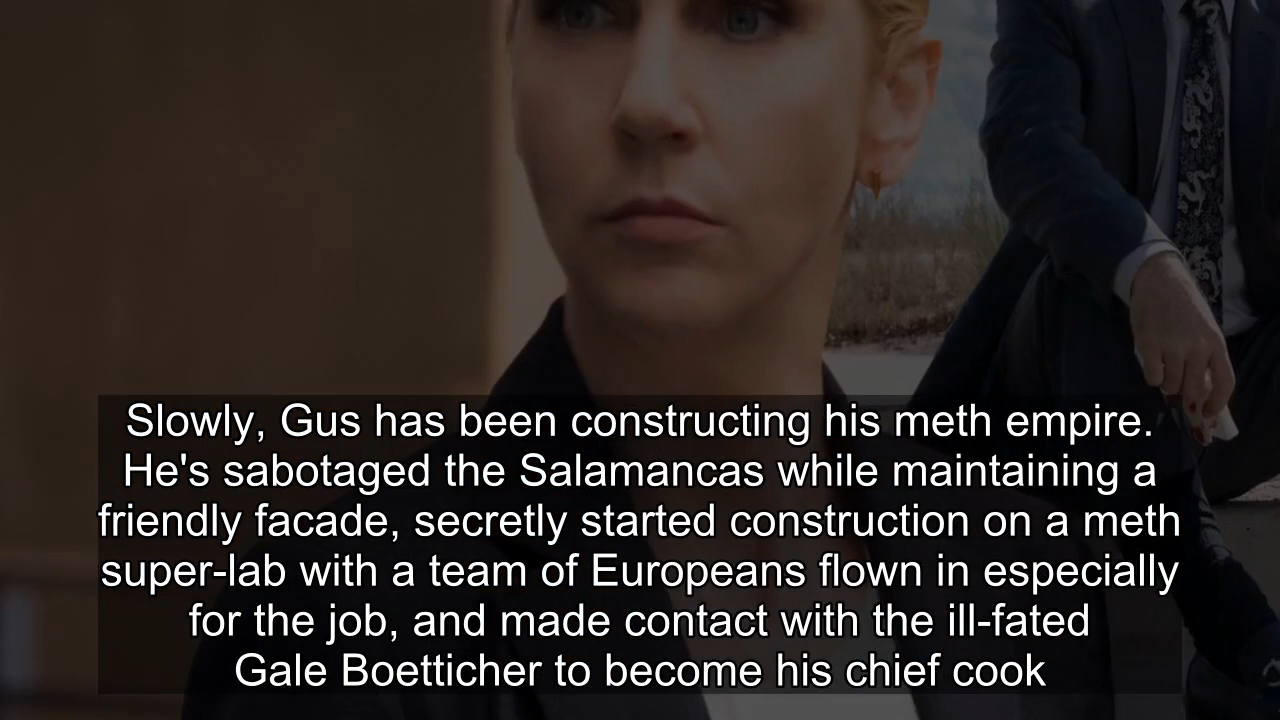 Slowly, Gus has been constructing his meth empire.
He's sabotaged the Salamancas while maintaining a
friendly facade, secretly started construction on a meth
super-lab with a team of Europeans flown in especially
for the job, and made contact with the ill-fated
Gale Boetticher to become his chief cook